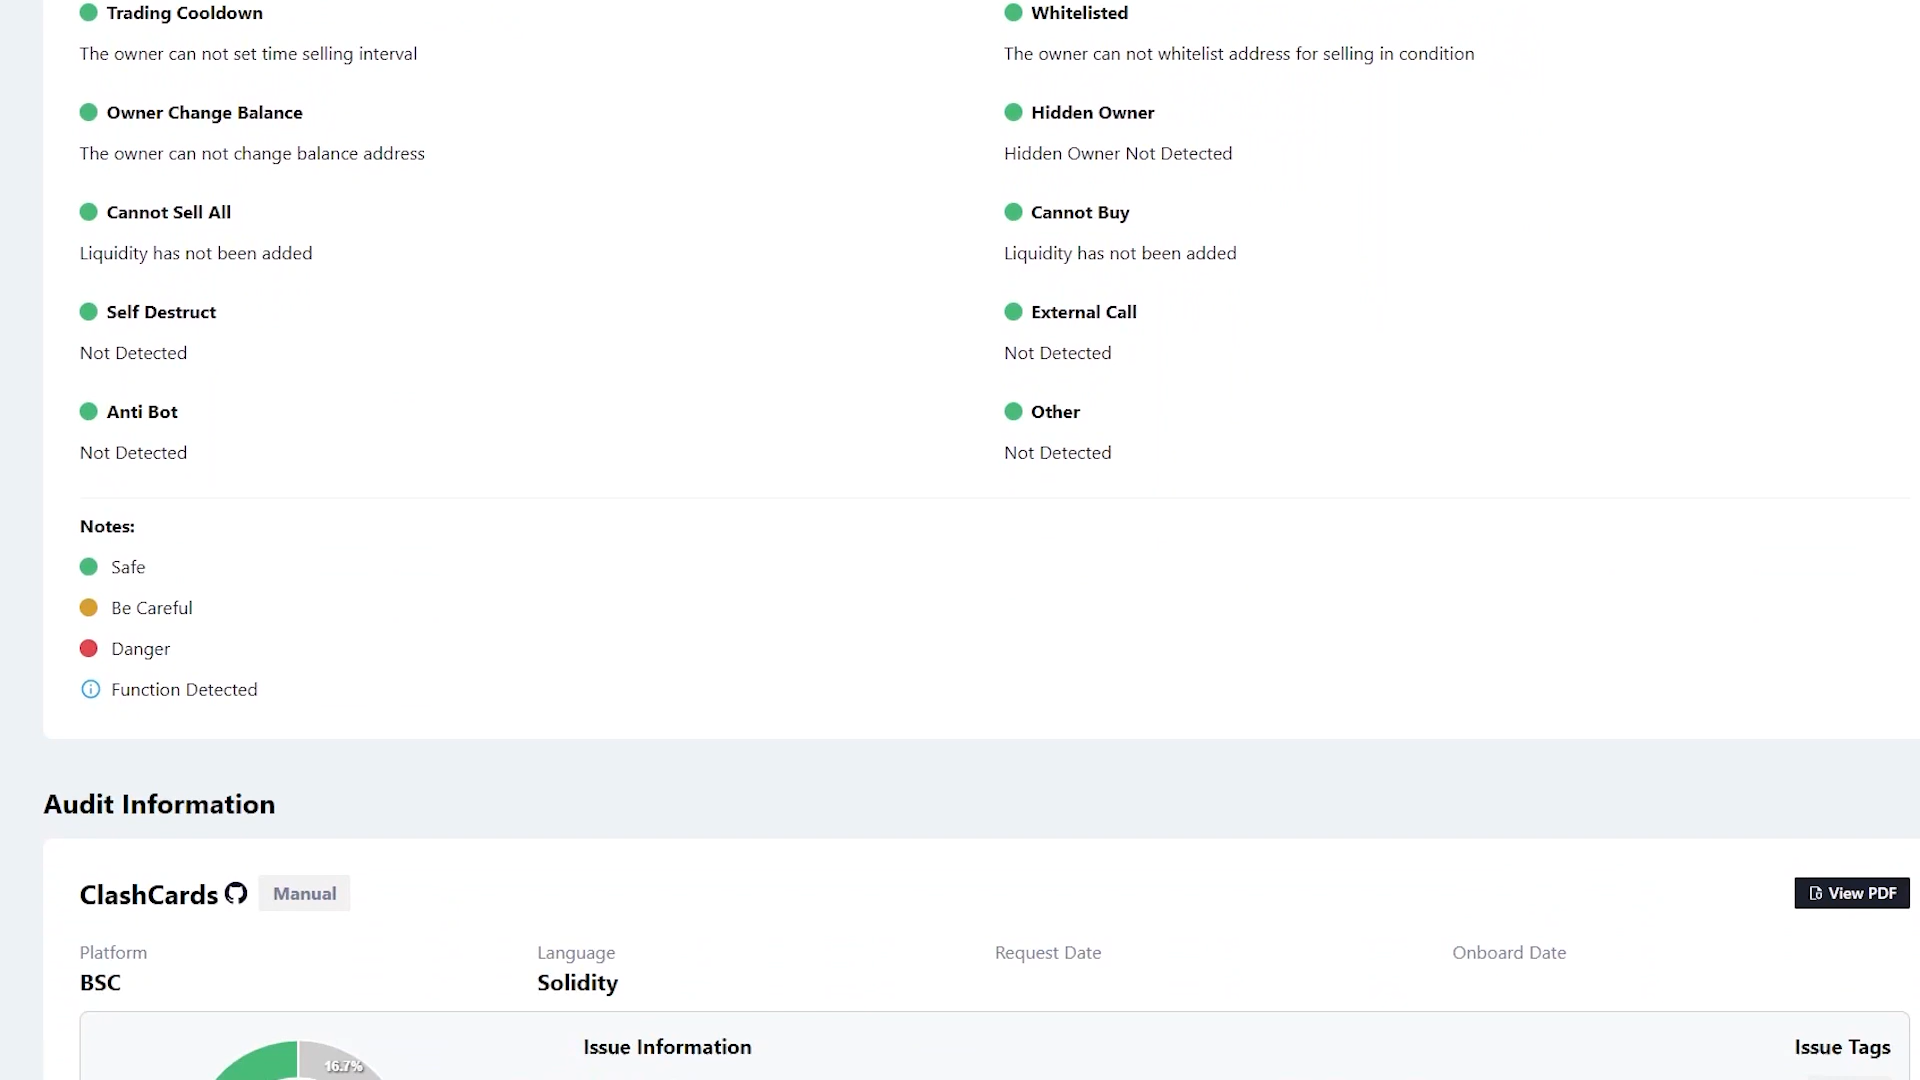 Trading Cooldown
Whitelisted
The owner can not set time selling interval
The owner can not whitelist address for selling in condition
Owner Change Balance
Hidden Owner
The owner can not change balance address
Hidden Owner Not Detected
Cannot Sell All
Cannot Buy
Liquidity has not been added
Liquidity has not been added
Self Destruct
External Call
Not Detected
Not Detected
Anti Bot
Other
Not Detected
Not Detected
Notes:
Safe
Be Careful
Danger
Function Detected
Audit Information
ClashCards
Manual
View PDF
Platform
Language
Request Date
Onboard Date
BSC
Solidity
Issue Information
Issue Tags
16.7%